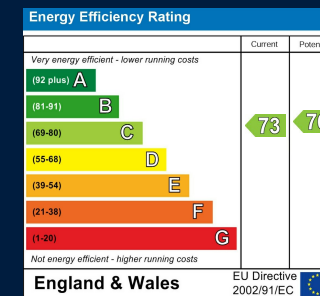 Energy Efficiency Rating
Current
Very energy efficient - lower running costs
(92 plus) A
(81-91) B
(69-80) C
(55-68) D
(39-54) E
(21-38) F
(1-20) G
73
Not energy efficient - higher running costs
England & Wales
EU Directive
2002/91/EC